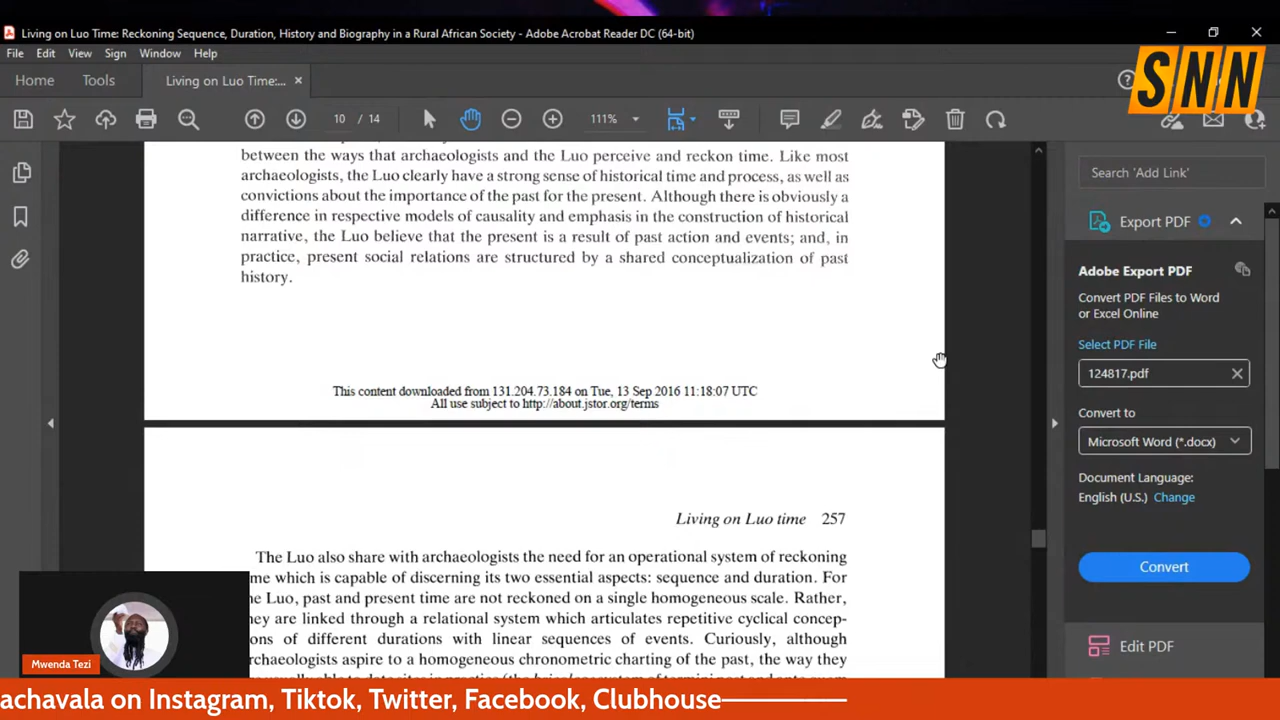 Living on Luo Time: Reckoning Sequence, Duration, History and Biography in a Rural African Society - Adobe Acrobat Reader DC (64-bit)
File Edit View Sign Window Help
SNN
Home Tools Living on Luo Time:...
10 / 14 111%
between the ways that archaeologists and the Luo perceive and reckon time. Like most
archaeologists, the Luo clearly have a strong sense of historical time and process, as well as
convictions about the importance of the past for the present. Although there is obviously a
difference in respective models of causality and emphasis in the construction of historical
narrative, the Luo believe that the present is a result of past action and events; and, in
practice, present social relations are structured by a shared conceptualization of past
history.
This content downloaded from 131.204.73.184 on Tue, 13 Sep 2016 11:18:07 UTC
All use subject to http://about.jstor.org/terms
Living on Luo time 257
The Luo also share with archaeologists the need for an operational system of reckoning
me which is capable of discerning its two essential aspects: sequence and duration. For
e Luo, past and present time are not reckoned on a single homogeneous scale. Rather,
hey are linked through a relational system which articulates repetitive cyclical concep-
ons of different durations with linear sequences of events. Curiously, although
rchaeologists aspire to a homogeneous chronometric charting of the past, the way they
Search 'Add Link'
Export PDF
Adobe Export PDF
Convert PDF Files to Word
or Excel Online
Select PDF File
124817.pdf
Convert to
Microsoft Word (*.docx)
Document Language:
English (U.S.) Change
Convert
Edit PDF
Mwenda Tezi
achavala on Instagram, Tiktok, Twitter, Facebook, Clubhouse